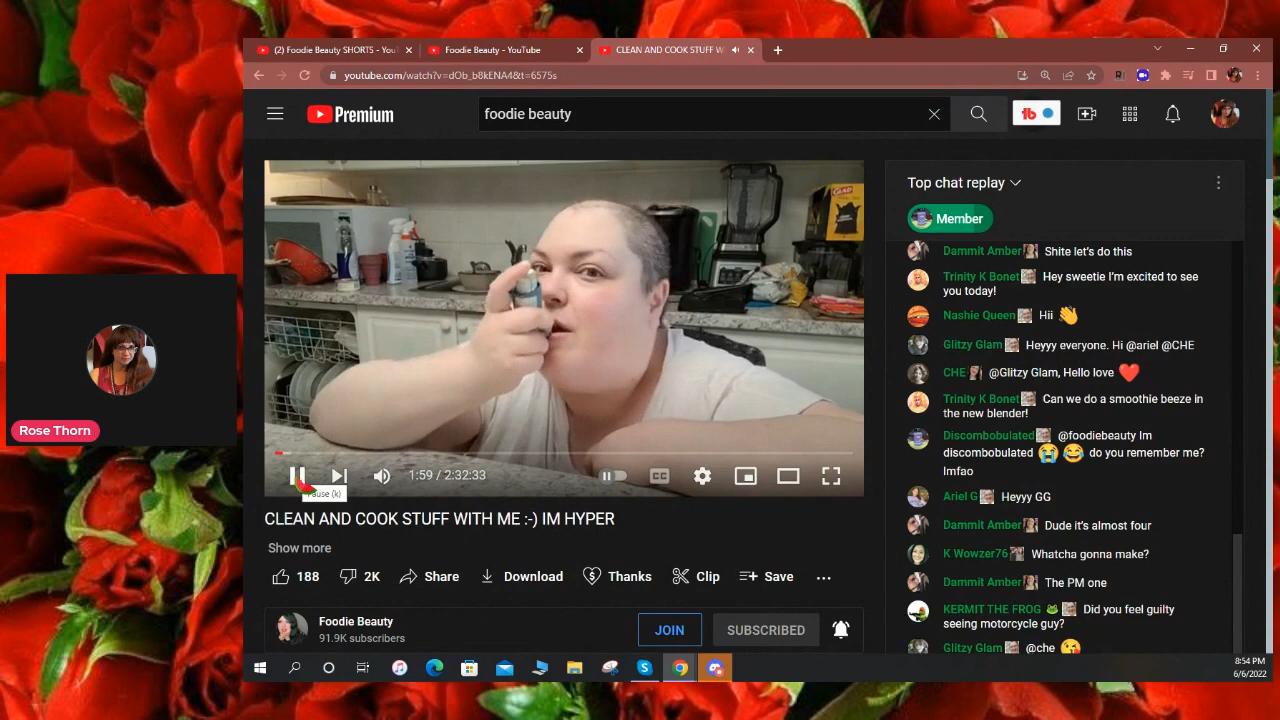 (2) Foodie Beauty SHORTS - You
Foodie Beauty - YouTube
CLEAN AND COOK STUFF W
youtube.com/watch?v=dOb_b8kENA4&t=6575s
Premium
foodie beauty
tb
GLAD
Top chat replay
Member
Dammit Amber Shite let's do this
Trinity K Bonet Hey sweetie I'm excited to see
you today!
Nashie Queen Hii 👋
Glitzy Glam Heyyy everyone. Hi @ariel @CHE
CHE @Glitzy Glam, Hello love ❤️
Trinity K Bonet Can we do a smoothie beeze in
the new blender!
Discombobulated @foodiebeauty Im
discombobulated 😭 😂 do you remember me?
lmfao
Ariel G Heyyy GG
Dammit Amber Dude it's almost four
K Wowzer76 Whatcha gonna make?
Dammit Amber The PM one
KERMIT THE FROG 🐸 Did you feel guilty
seeing motorcycle guy?
Glitzy Glam @che 😘
Rose Thorn
1:59 / 2:32:33
CC
Pause (k)
CLEAN AND COOK STUFF WITH ME :-) IM HYPER
Show more
188
2K
Share
Download
Thanks
Clip
Save
Foodie Beauty
91.9K subscribers
JOIN
SUBSCRIBED
8:54 PM
6/6/2022